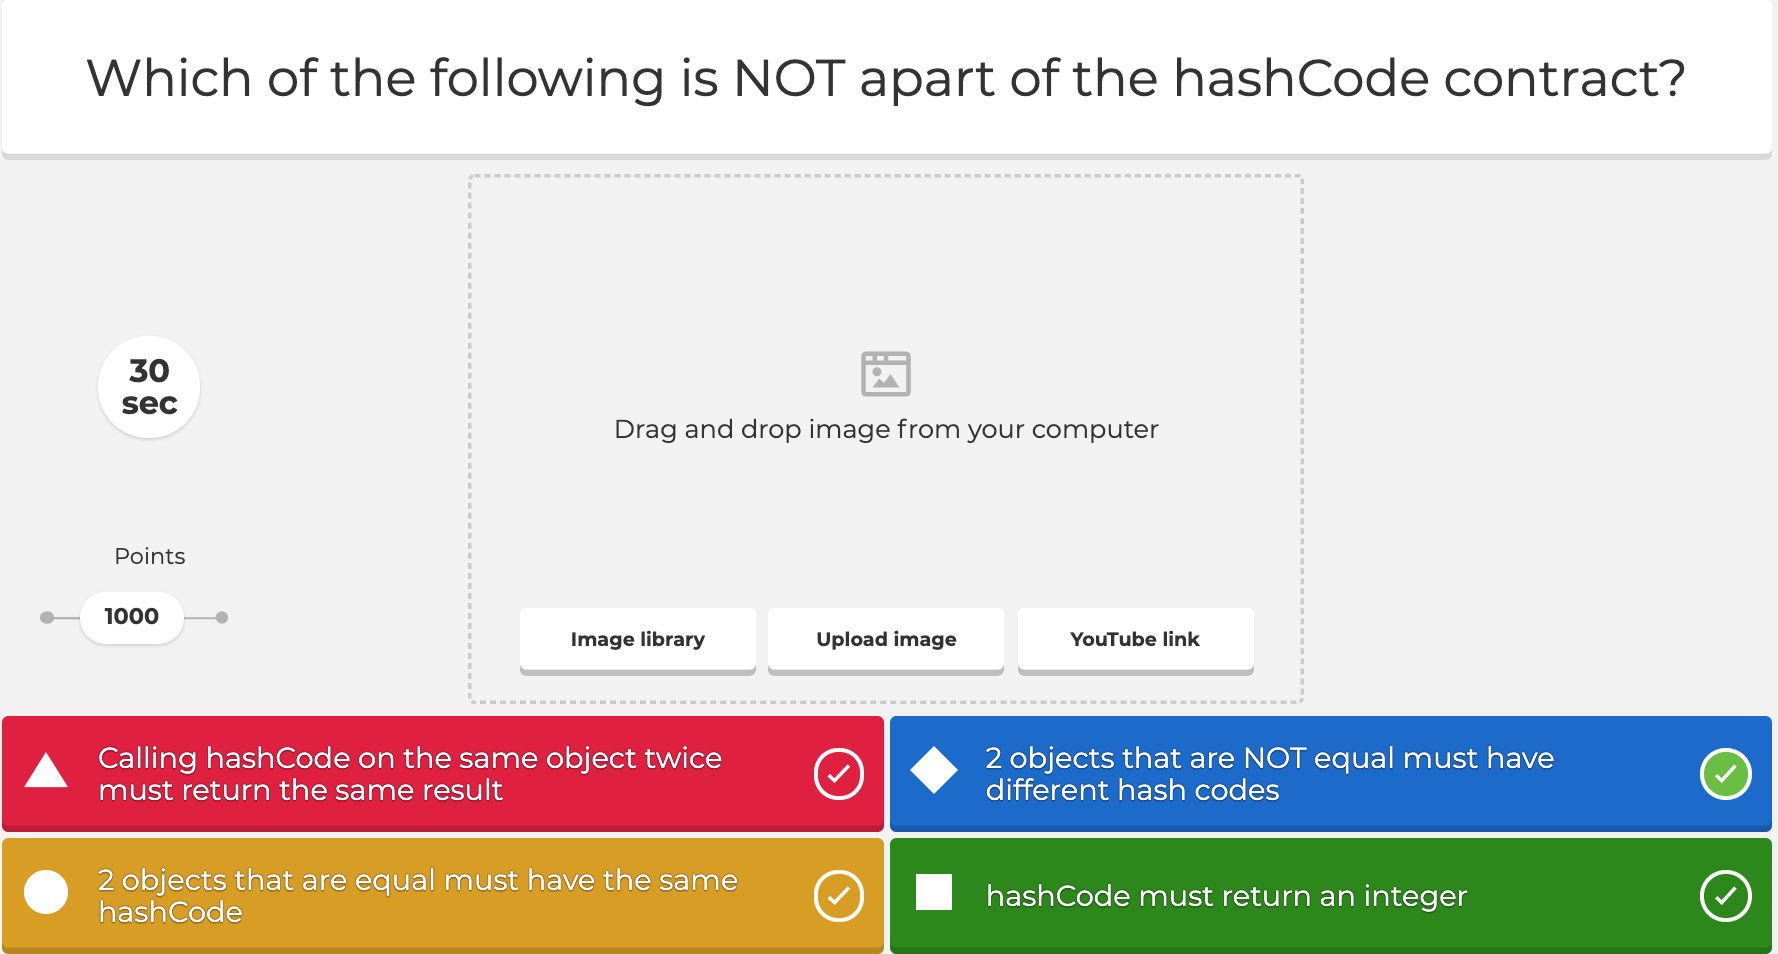 Which of the following is NOT apart of the hashCode contract?
30
sec
Drag and drop image from your computer
Points
1000
Image library
Upload image
YouTube link
Calling hashCode on the same object twice
must return the same result
2 objects that are NOT equal must have
different hash codes
2 objects that are equal must have the same
hashCode
hashCode must return an integer